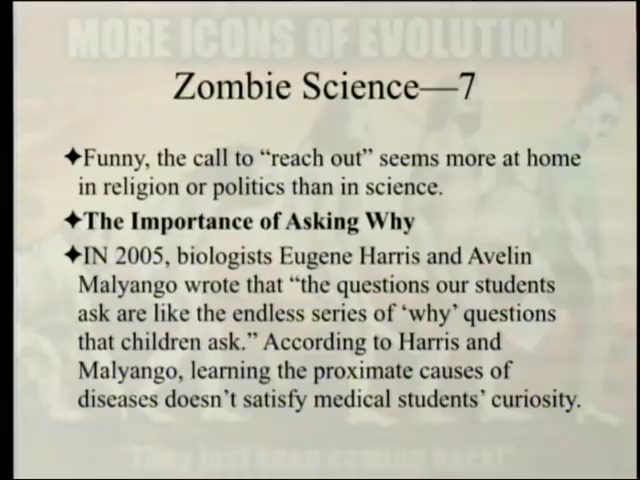 MORE ICONS OF EVOLUTION
Zombie Science—7
✦Funny, the call to “reach out” seems more at home
in religion or politics than in science.
✦The Importance of Asking Why
✦IN 2005, biologists Eugene Harris and Avelin
Malyango wrote that “the questions our students
ask are like the endless series of ‘why’ questions
that children ask.” According to Harris and
Malyango, learning the proximate causes of
diseases doesn’t satisfy medical students’ curiosity.
"They just keep coming back!"